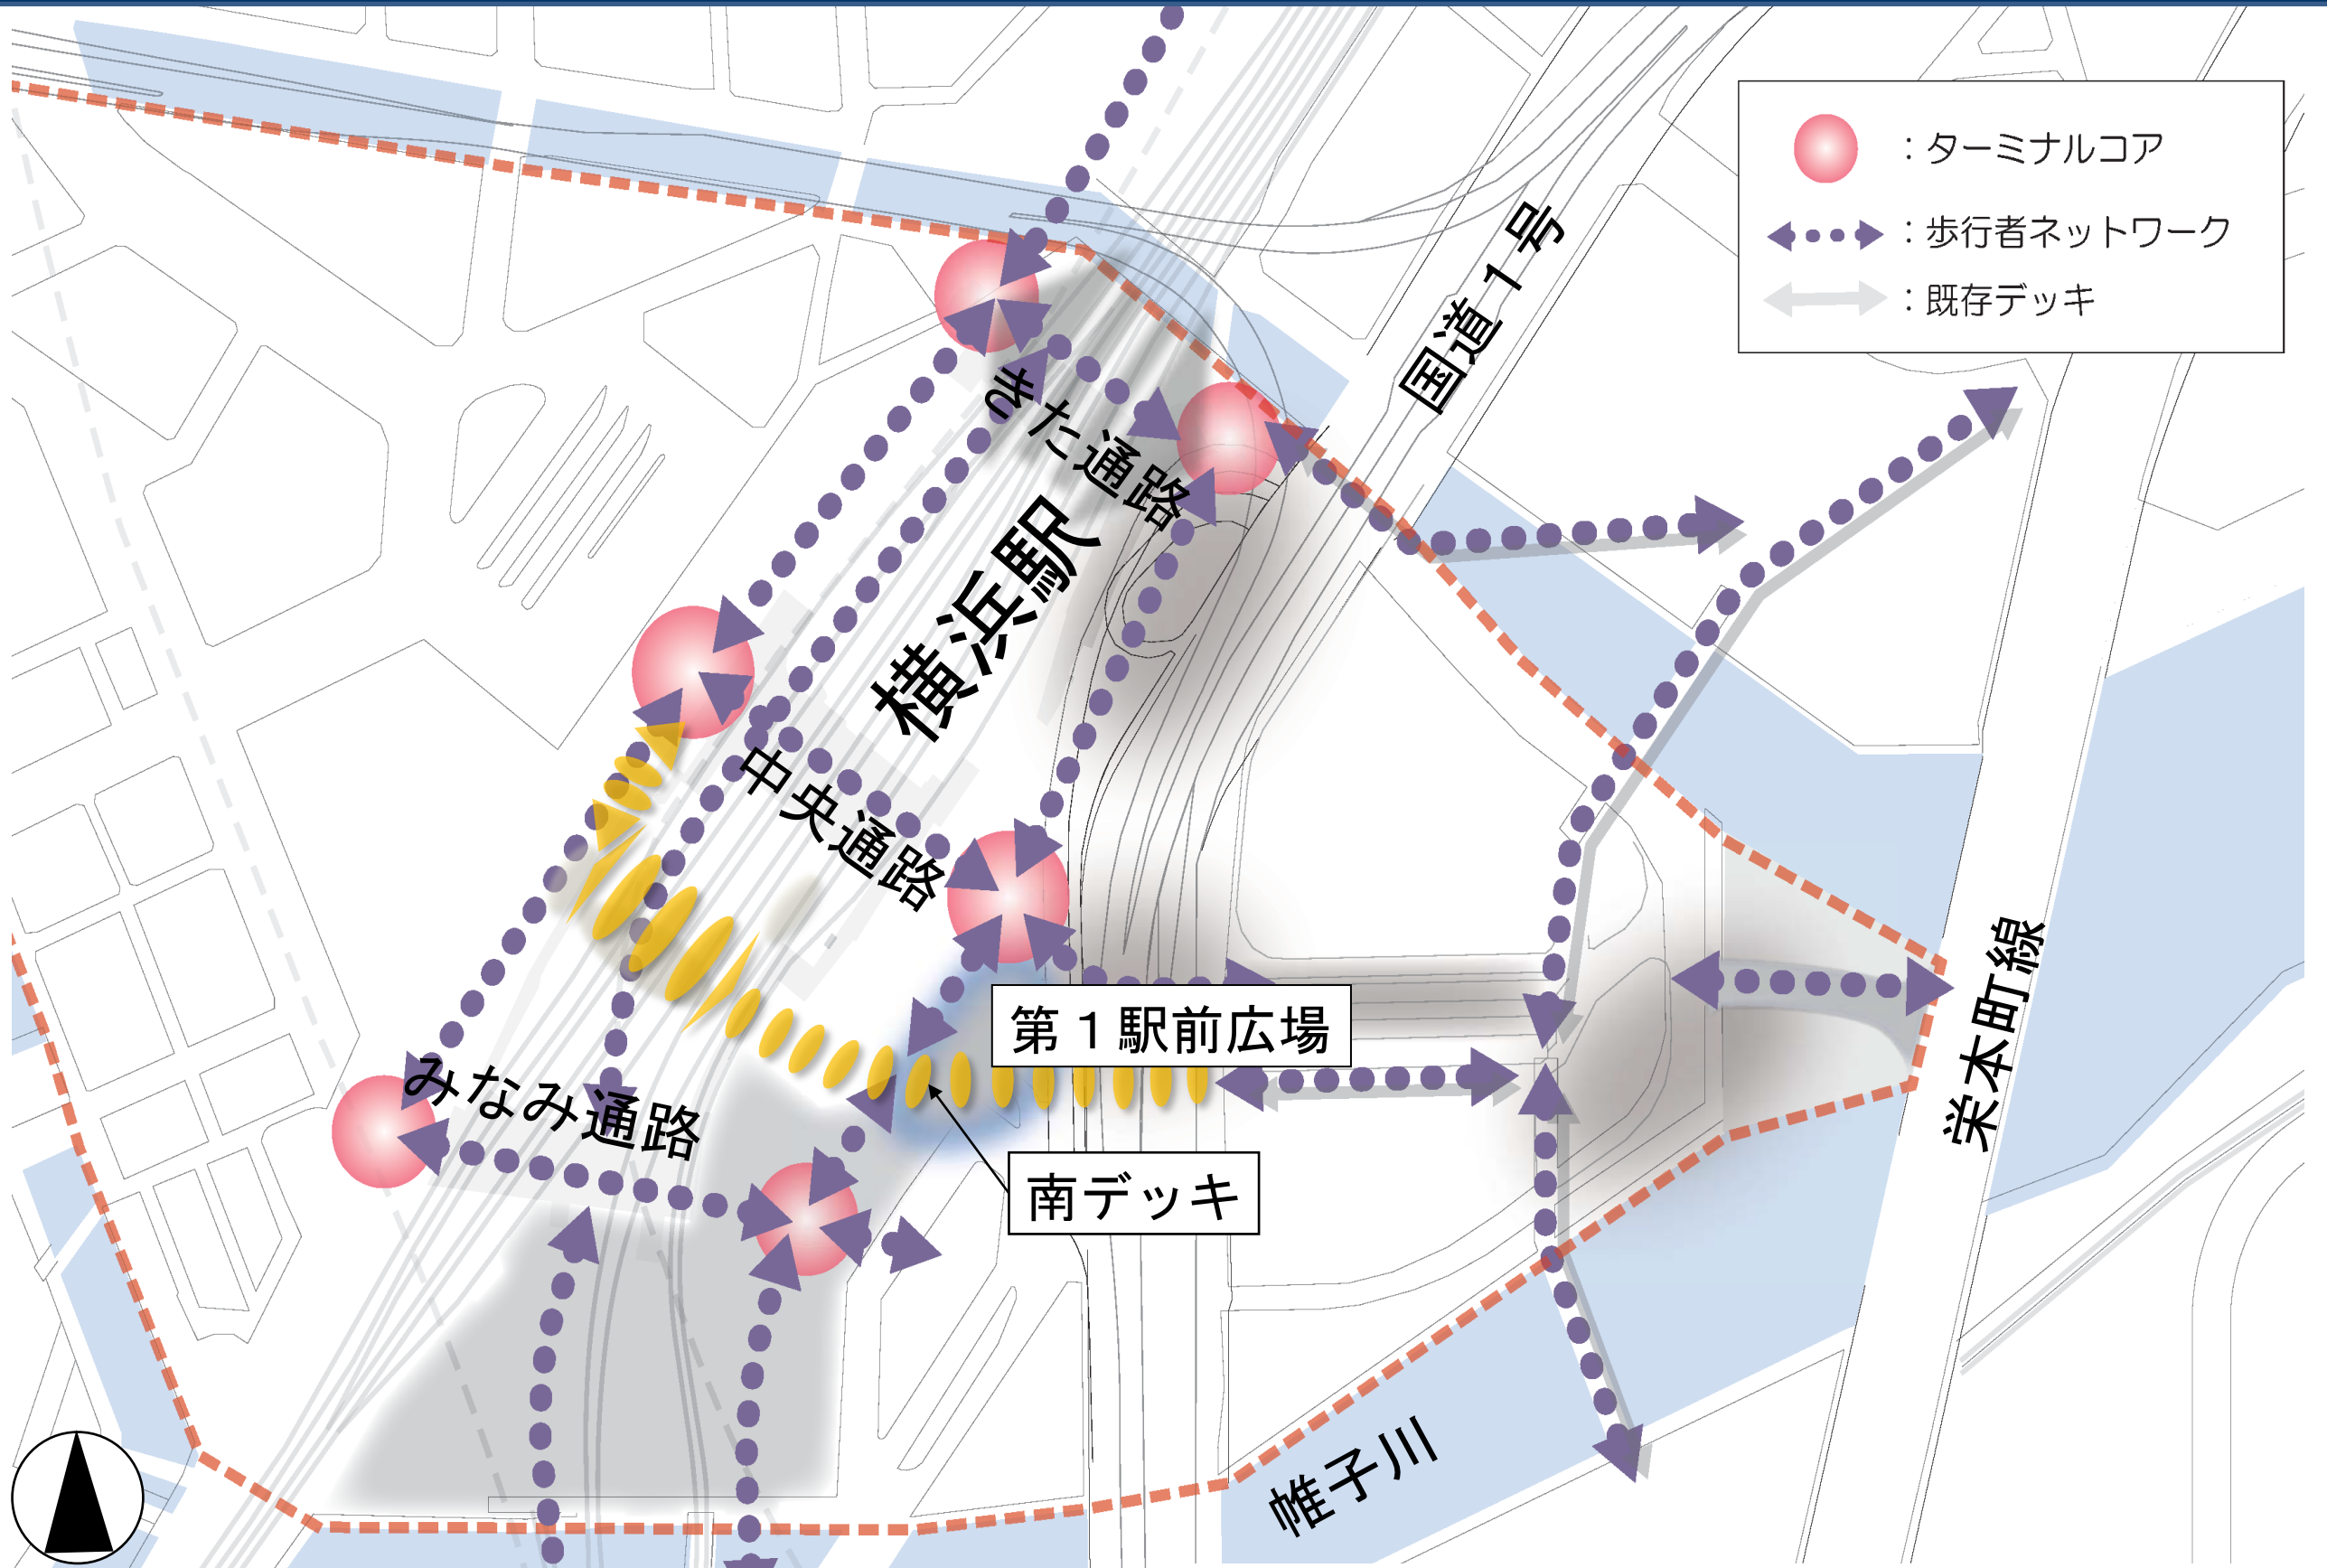 ：ターミナルコア
：歩行者ネットワーク
：既存デッキ
国道１号
きた通路
横浜駅
中央通路
第１駅前広場
栄本町線
みなみ通路
南デッキ
帷子川